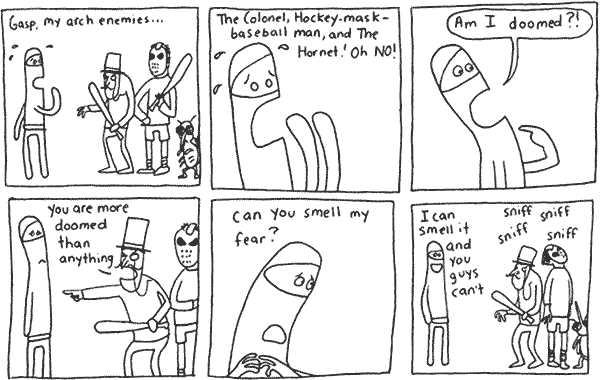 Gasp, my arch enemies...
The Colonel, Hockey-mask-
baseball man, and The
Hornet! Oh NO!
Am I doomed?!
you are more
doomed
than
anything
can you smell my
fear?
I can
smell it
and
you
guys
can't
sniff
sniff
sniff
sniff